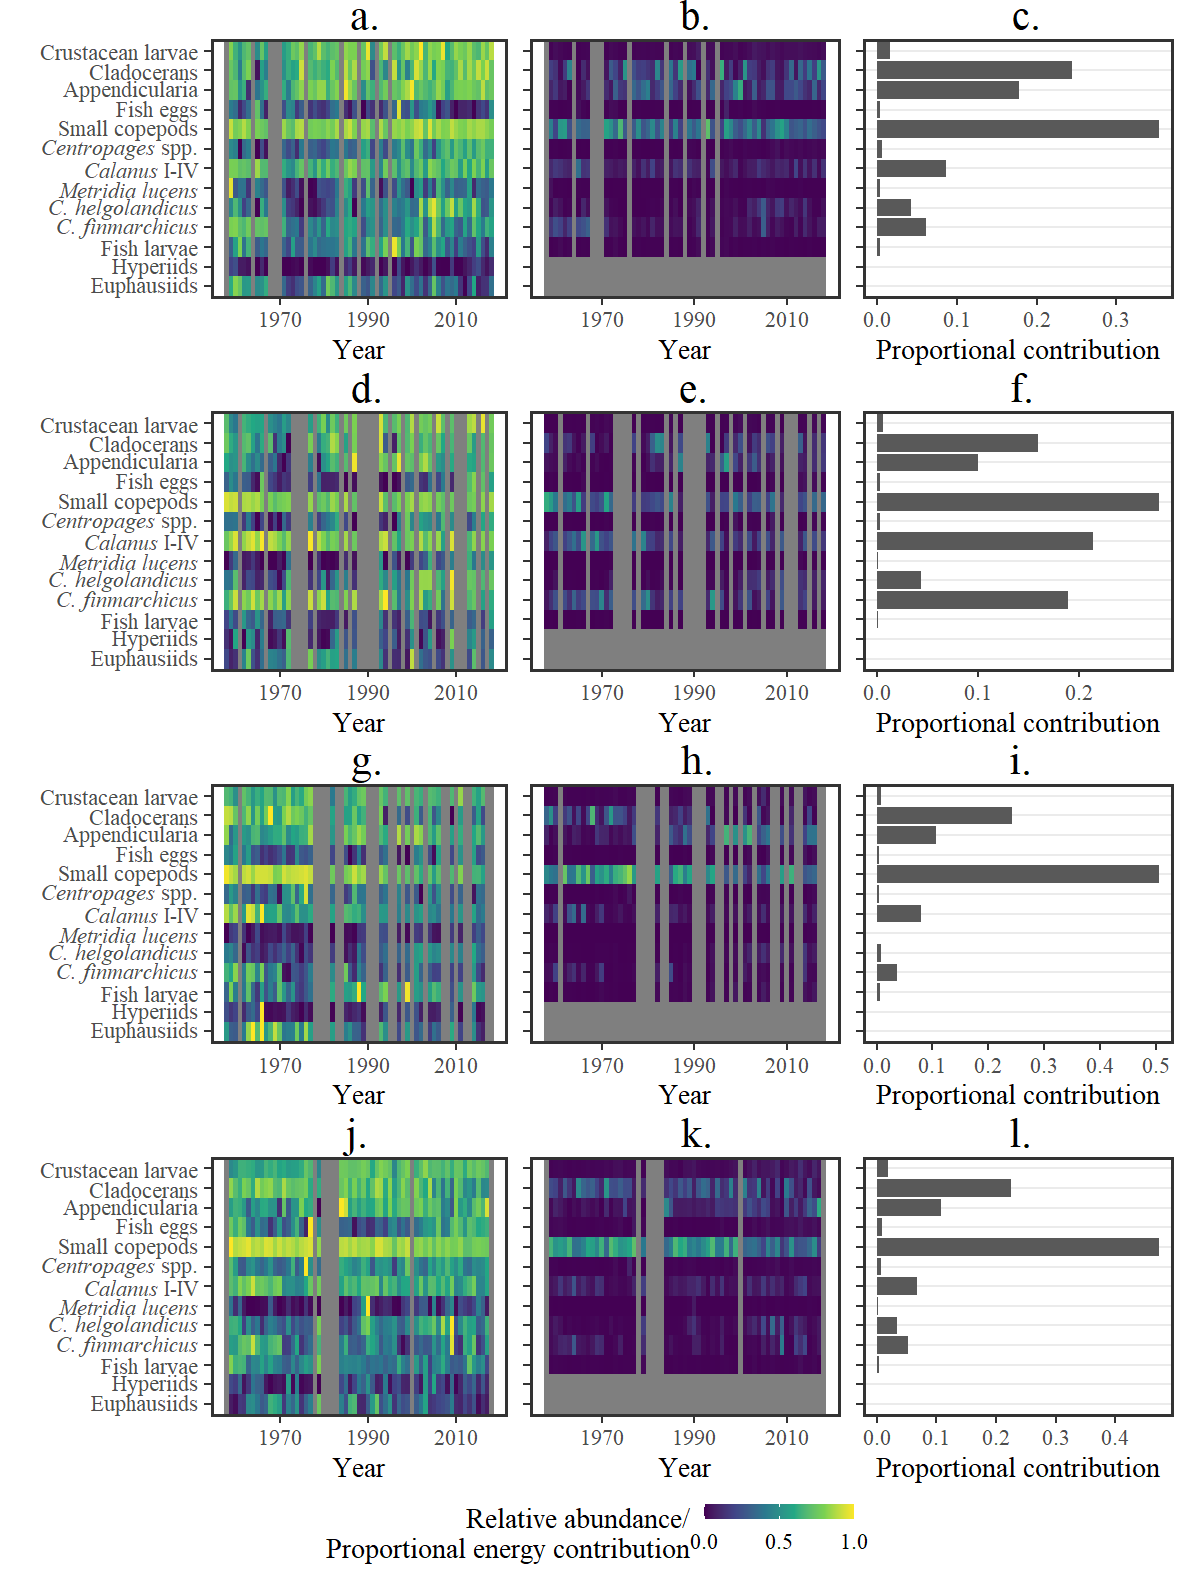 a. b. c.
Crustacean larvae
Cladocerans
Appendicularia
Fish eggs
Small copepods
Centropages spp.
Calanus I-IV
Metridia lucens
C. helgolandicus
C. finmarchicus
Fish larvae
Hyperiids
Euphausiids
1970 1990 2010 1970 1990 2010 0.0 0.1 0.2 0.3
Year Year Proportional contribution
d. e. f.
Crustacean larvae
Cladocerans
Appendicularia
Fish eggs
Small copepods
Centropages spp.
Calanus I-IV
Metridia lucens
C. helgolandicus
C. finmarchicus
Fish larvae
Hyperiids
Euphausiids
1970 1990 2010 1970 1990 2010 0.0 0.1 0.2
Year Year Proportional contribution
g. h. i.
Crustacean larvae
Cladocerans
Appendicularia
Fish eggs
Small copepods
Centropages spp.
Calanus I-IV
Metridia lucens
C. helgolandicus
C. finmarchicus
Fish larvae
Hyperiids
Euphausiids
1970 1990 2010 1970 1990 2010 0.0 0.1 0.2 0.3 0.4 0.5
Year Year Proportional contribution
j. k. l.
Crustacean larvae
Cladocerans
Appendicularia
Fish eggs
Small copepods
Centropages spp.
Calanus I-IV
Metridia lucens
C. helgolandicus
C. finmarchicus
Fish larvae
Hyperiids
Euphausiids
1970 1990 2010 1970 1990 2010 0.0 0.1 0.2 0.3 0.4
Year Year Proportional contribution
Relative abundance/
Proportional energy contribution
0.0 0.5 1.0